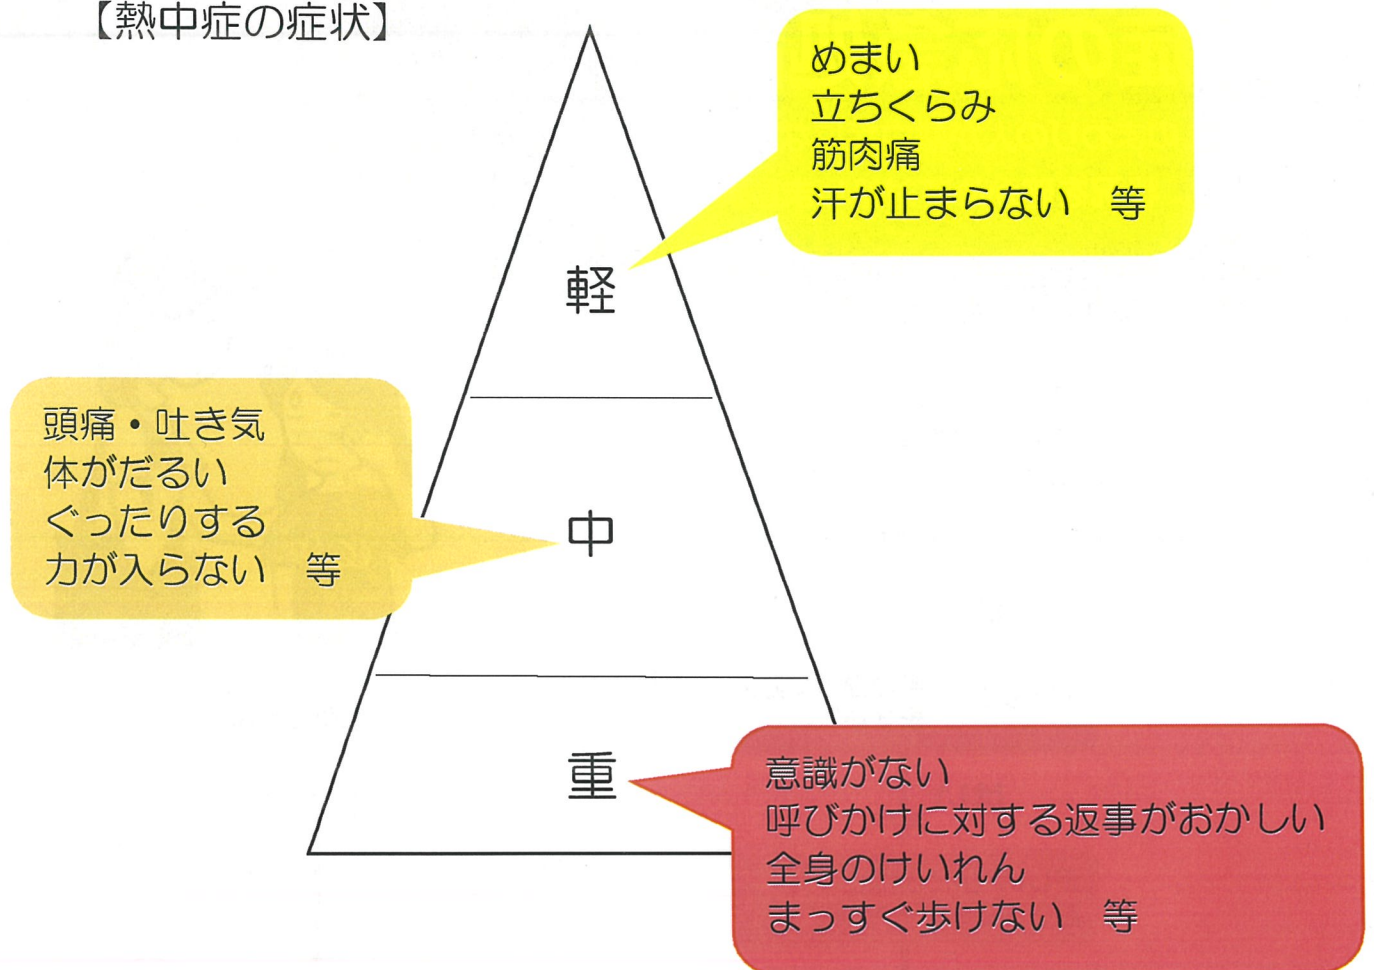 【熱中症の症状】
めまい
立ちくらみ
筋肉痛
汗が止まらない　等
軽
頭痛・吐き気
体がだるい
ぐったりする
力が入らない　等
中
重
意識がない
呼びかけに対する返事がおかしい
全身のけいれん
まっすぐ歩けない　等